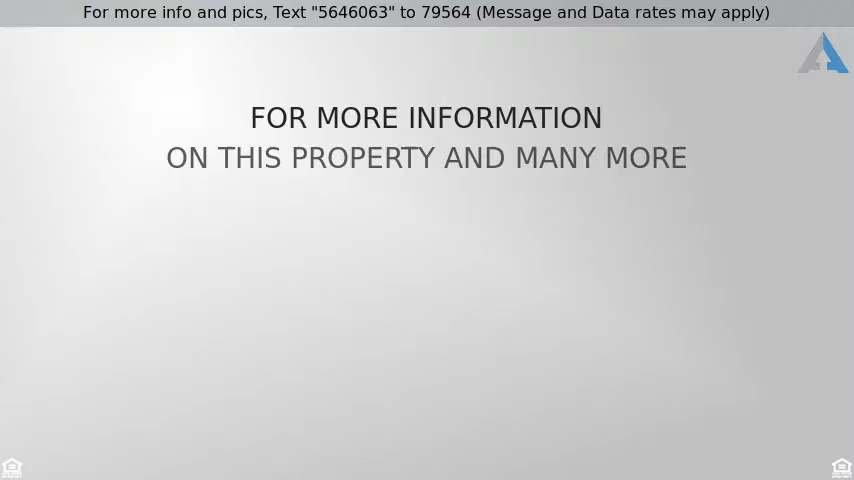 For more info and pics, Text "5646063" to 79564 (Message and Data rates may apply)
FOR MORE INFORMATION
ON THIS PROPERTY AND MANY MORE